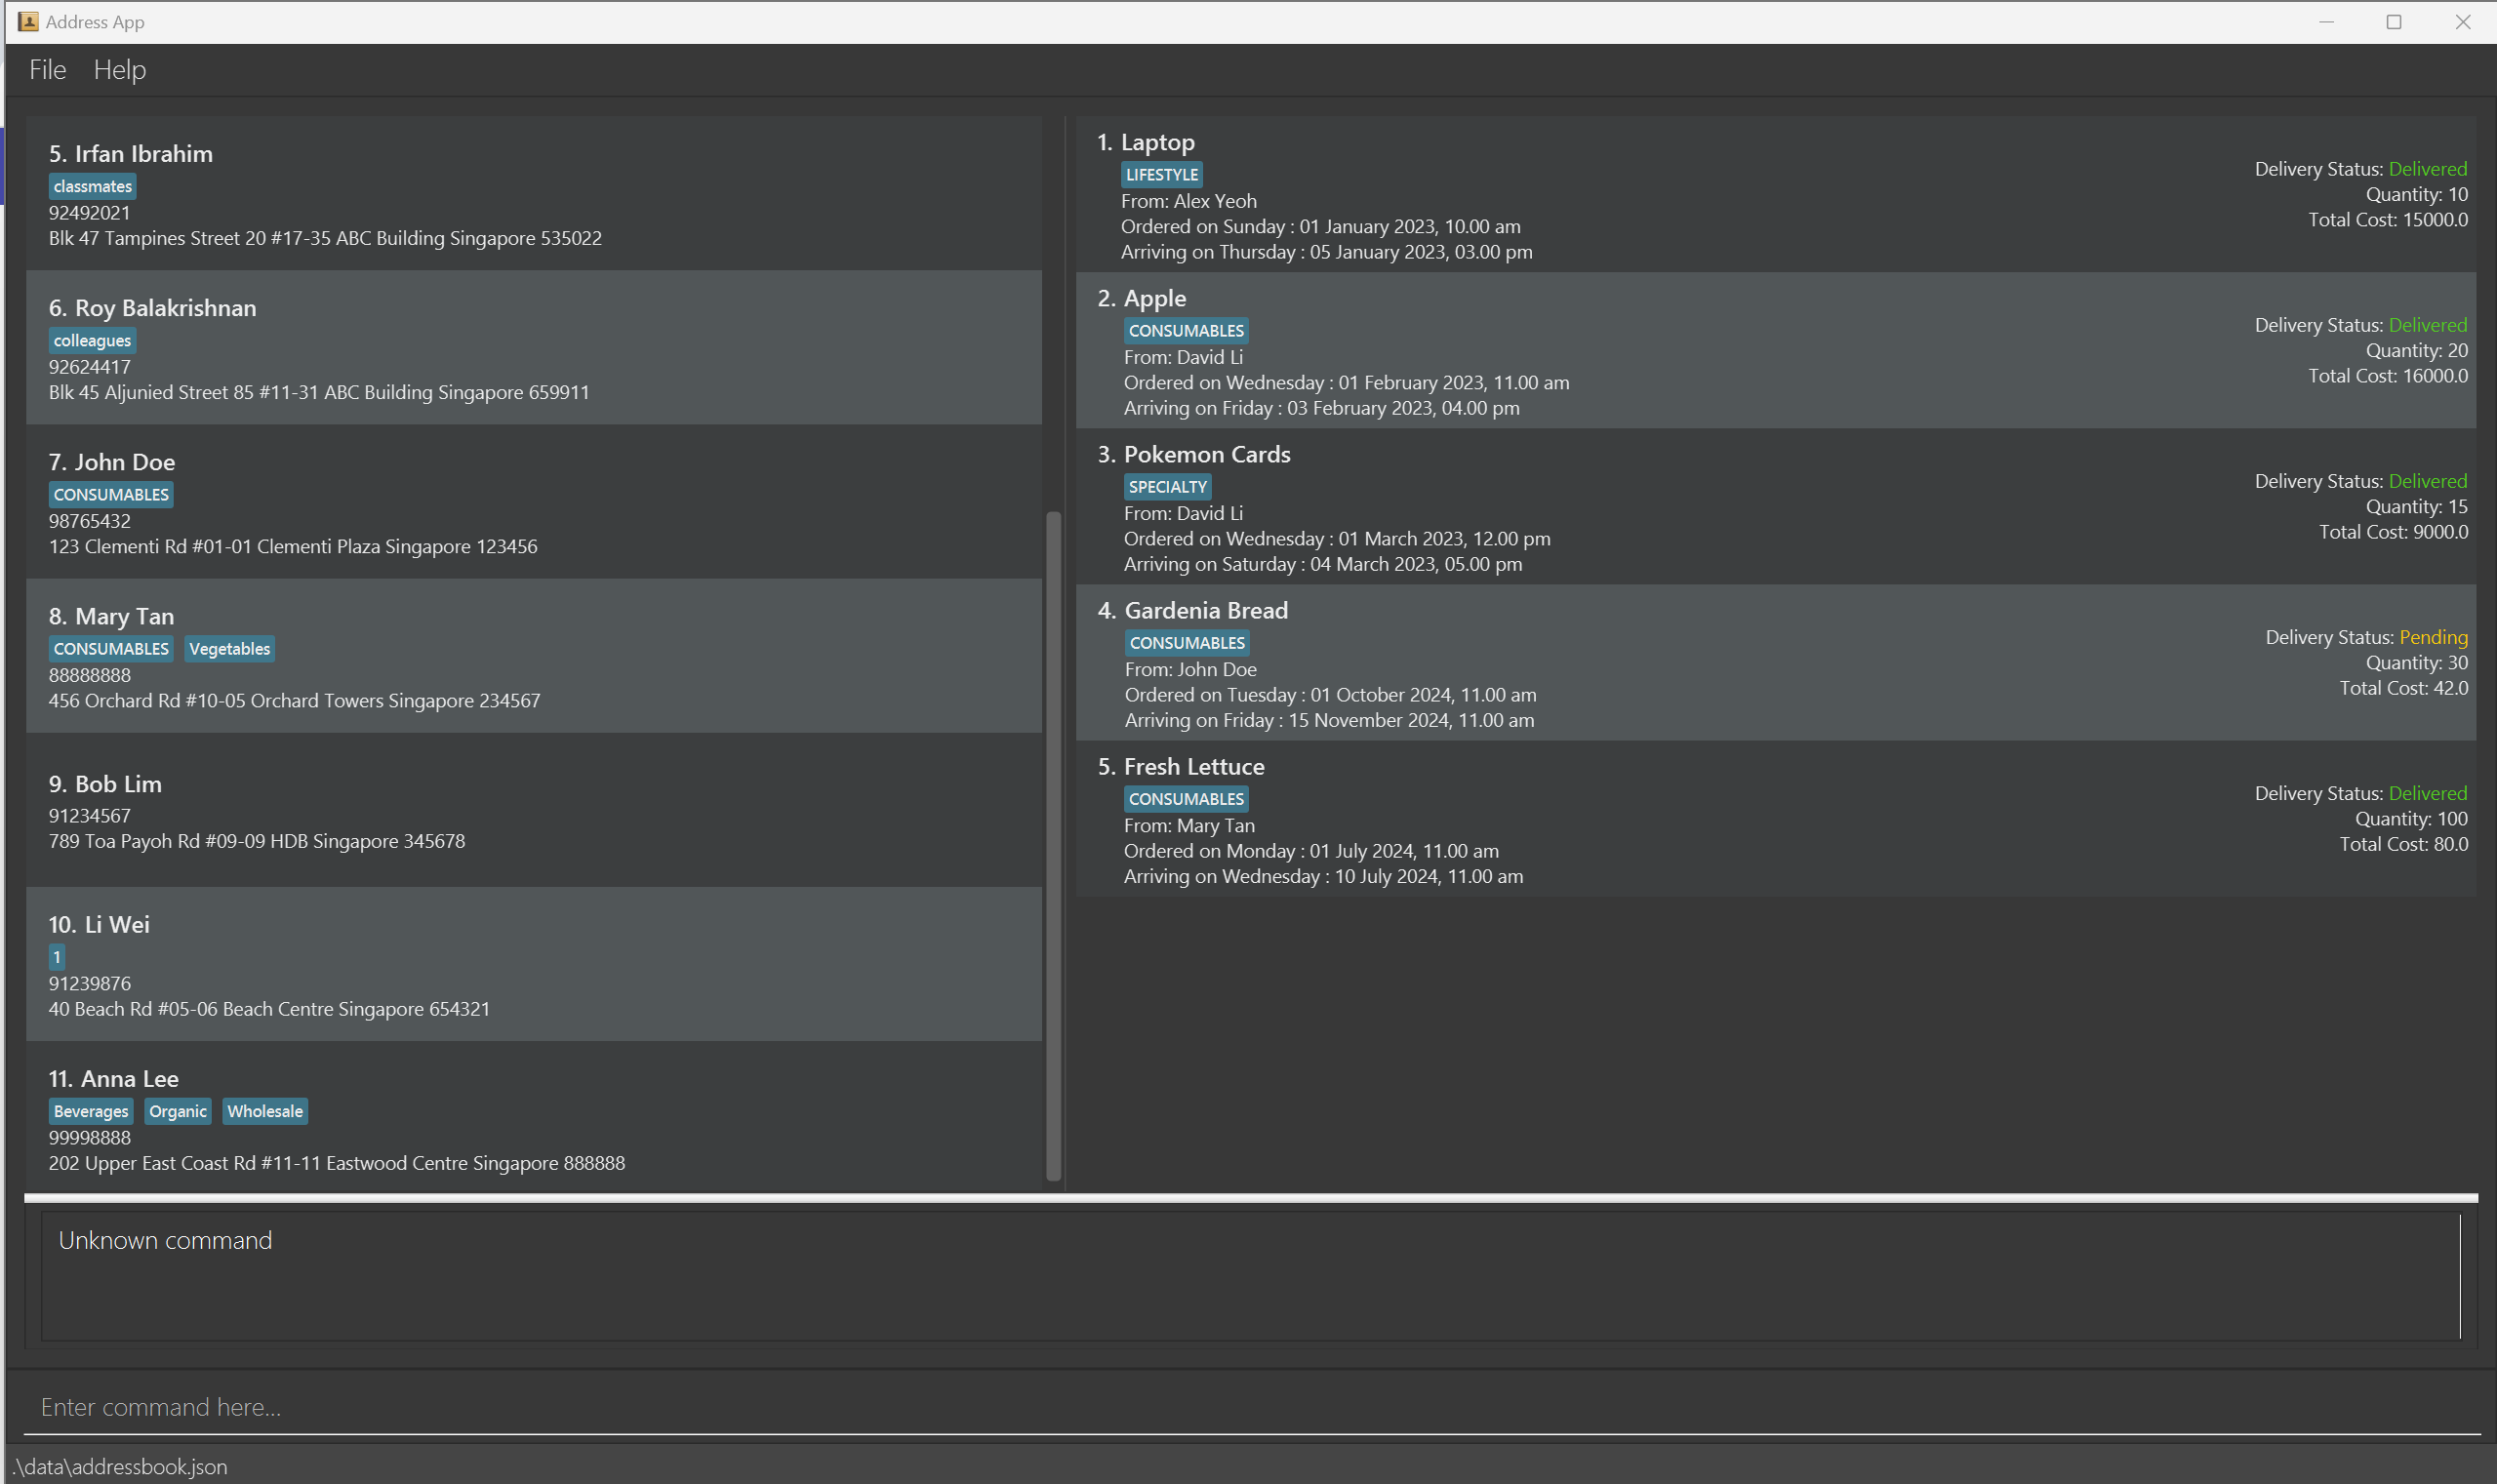 Address App
File Help
5. Irfan Ibrahim
classmates
92492021
Blk 47 Tampines Street 20 #17-35 ABC Building Singapore 535022
6. Roy Balakrishnan
colleagues
92624417
Blk 45 Aljunied Street 85 #11-31 ABC Building Singapore 659911
7. John Doe
CONSUMABLES
98765432
123 Clementi Rd #01-01 Clementi Plaza Singapore 123456
8. Mary Tan
CONSUMABLES Vegetables
88888888
456 Orchard Rd #10-05 Orchard Towers Singapore 234567
9. Bob Lim
91234567
789 Toa Payoh Rd #09-09 HDB Singapore 345678
10. Li Wei
1
91239876
40 Beach Rd #05-06 Beach Centre Singapore 654321
11. Anna Lee
Beverages Organic Wholesale
99998888
202 Upper East Coast Rd #11-11 Eastwood Centre Singapore 888888
1. Laptop
LIFESTYLE
From: Alex Yeoh
Ordered on Sunday : 01 January 2023, 10.00 am
Arriving on Thursday : 05 January 2023, 03.00 pm
Delivery Status: Delivered
Quantity: 10
Total Cost: 15000.0
2. Apple
CONSUMABLES
From: David Li
Ordered on Wednesday : 01 February 2023, 11.00 am
Arriving on Friday : 03 February 2023, 04.00 pm
Delivery Status: Delivered
Quantity: 20
Total Cost: 16000.0
3. Pokemon Cards
SPECIALTY
From: David Li
Ordered on Wednesday : 01 March 2023, 12.00 pm
Arriving on Saturday : 04 March 2023, 05.00 pm
Delivery Status: Delivered
Quantity: 15
Total Cost: 9000.0
4. Gardenia Bread
CONSUMABLES
From: John Doe
Ordered on Tuesday : 01 October 2024, 11.00 am
Arriving on Friday : 15 November 2024, 11.00 am
Delivery Status: Pending
Quantity: 30
Total Cost: 42.0
5. Fresh Lettuce
CONSUMABLES
From: Mary Tan
Ordered on Monday : 01 July 2024, 11.00 am
Arriving on Wednesday : 10 July 2024, 11.00 am
Delivery Status: Delivered
Quantity: 100
Total Cost: 80.0
Unknown command
Enter command here...
.\data\addressbook.json